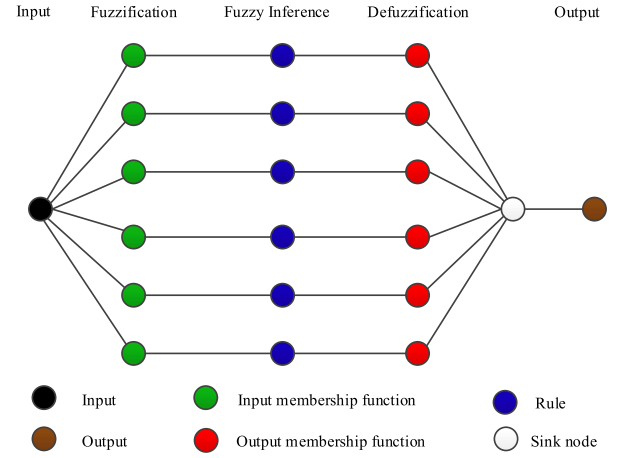 Input Fuzzification Fuzzy Inference Defuzzification Output
Input Input membership function Rule
Output Output membership function Sink node